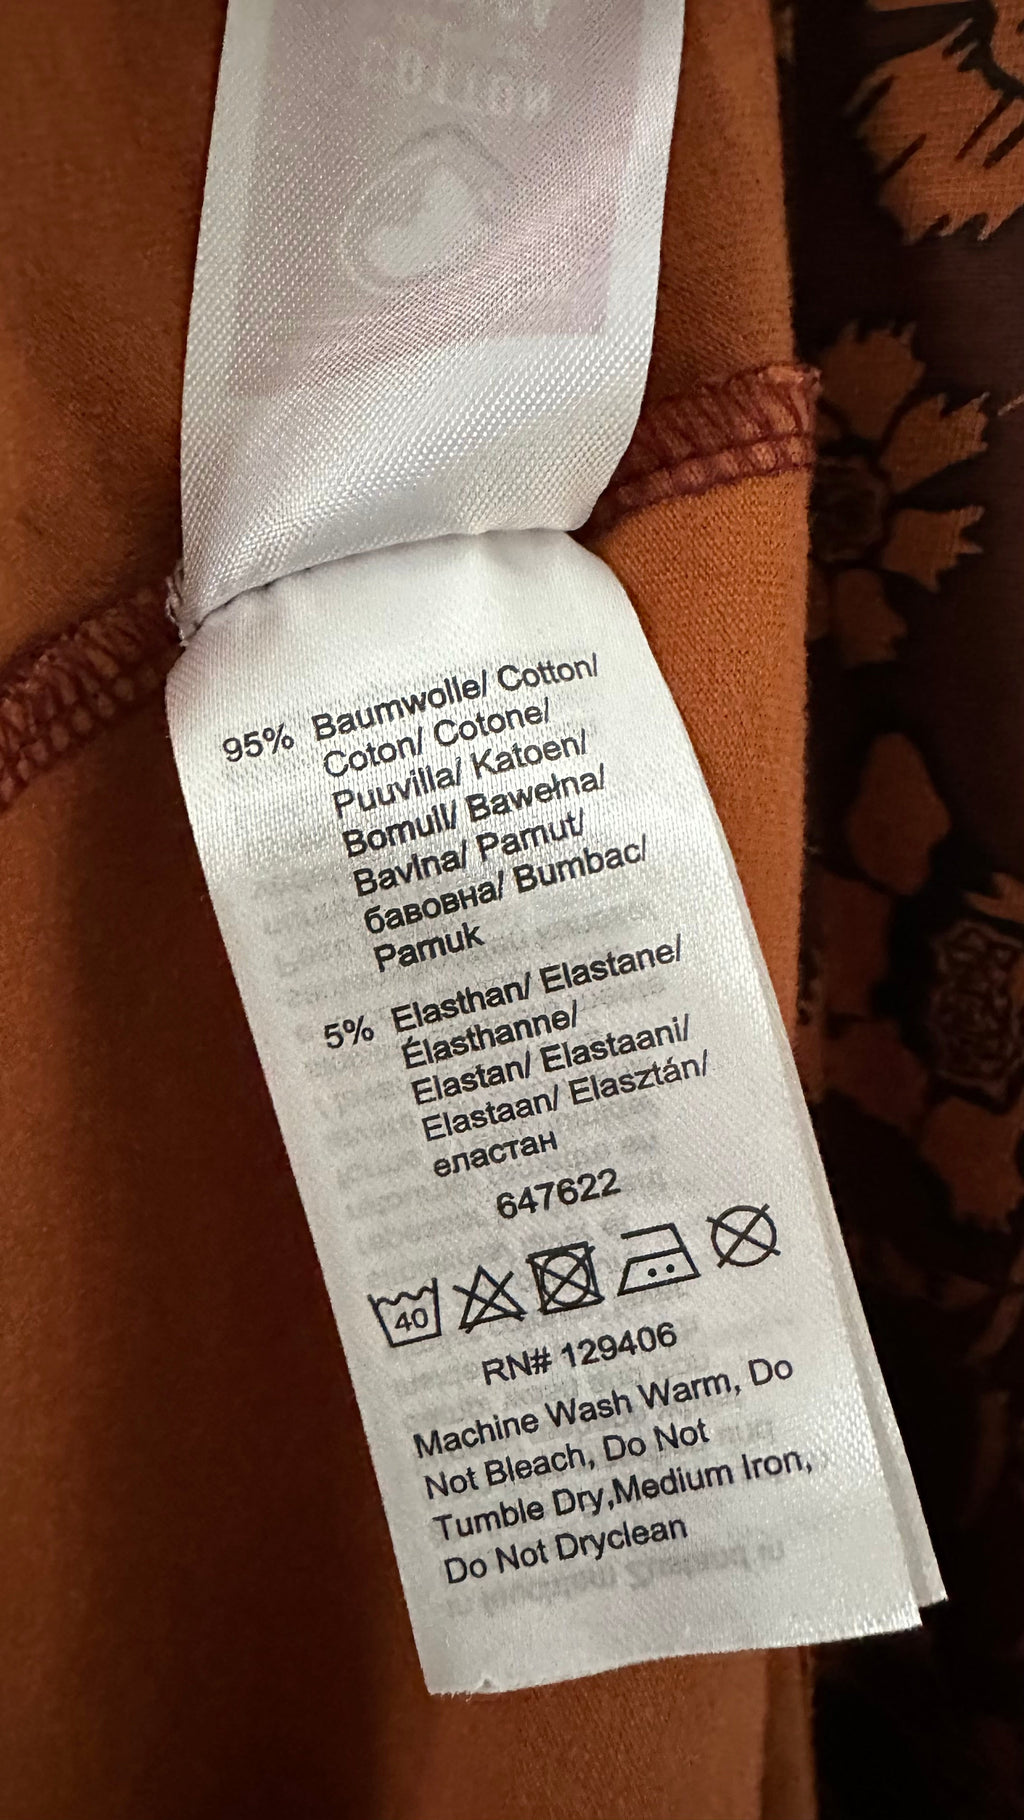 95% Baumwolle/ Cotton/
Coton/ Cotone/
Puuvilla/ Katoen/
Bomull/ Bawełna/
Bavlna/ Pamut/
бавовна/ Bumbac/
Pamuk
5% Elasthan/ Elastane/
Élasthanne/
Elastan/ Elastaani/
Elastaan/ Elasztán/
еластан
647622
40
RN# 129406
Machine Wash Warm, Do
Not Bleach, Do Not
Tumble Dry,Medium Iron,
Do Not Dryclean